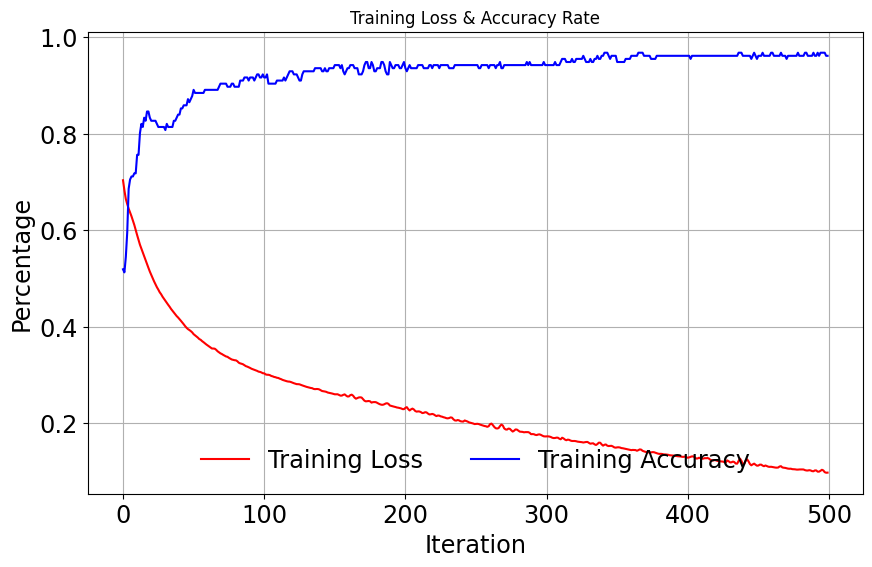 Training Loss & Accuracy Rate
1.0
0.8
0.6
0.4
0.2
Percentage
Training Loss Training Accuracy
0 100 200 300 400 500
Iteration